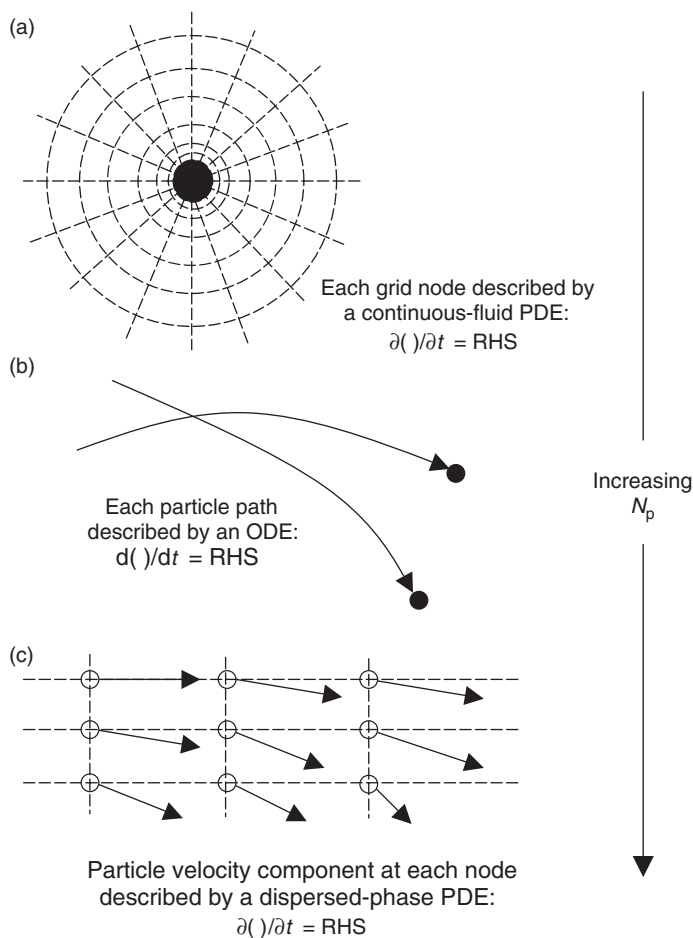 (a)
Each grid node described by
a continuous-fluid PDE:
∂( )/∂t = RHS
(b)
Each particle path
described by an ODE:
d( )/dt = RHS
Increasing
Nₚ
(c)
Particle velocity component at each node
described by a dispersed-phase PDE:
∂( )/∂t = RHS